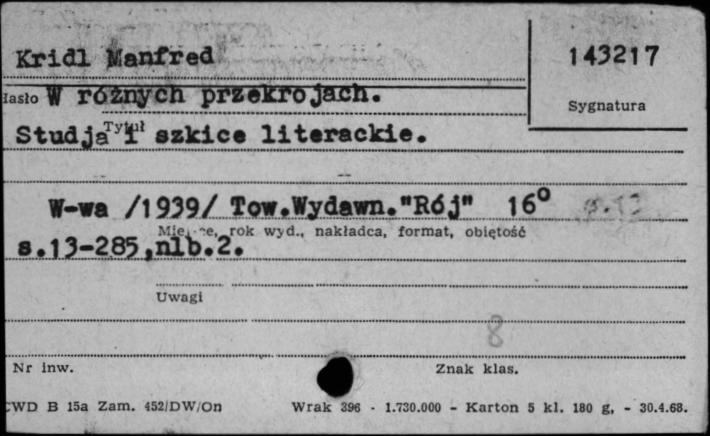 Kridl Manfred
143217
Hasło W różnych przekrojach.
Sygnatura
Tytuł
Studja i szkice literackie.
W-wa /1939/ Tow.Wydawn."Rój" 16°
Miejsce, rok wyd., nakładca, format, objętość
s.13-285,nlb.2.
Uwagi
8
Nr inw.
Znak klas.
CWD B 15a Zam. 452/DW/On
Wrak 396 - 1.730.000 - Karton 5 kl. 180 g, - 30.4.68.